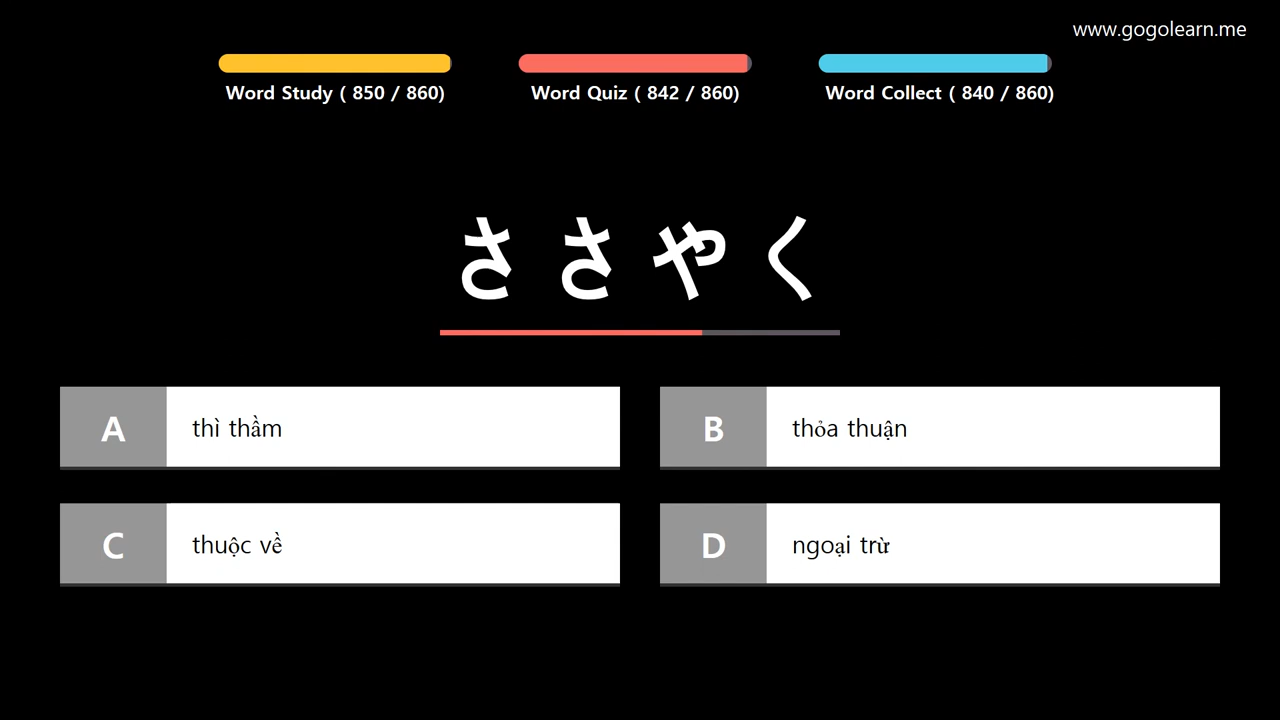 www.gogolearn.me
Word Study ( 850 / 860)
Word Quiz ( 842 / 860)
Word Collect ( 840 / 860)
ささやく
A
thì thầm
B
thỏa thuận
C
thuộc về
D
ngoại trừ